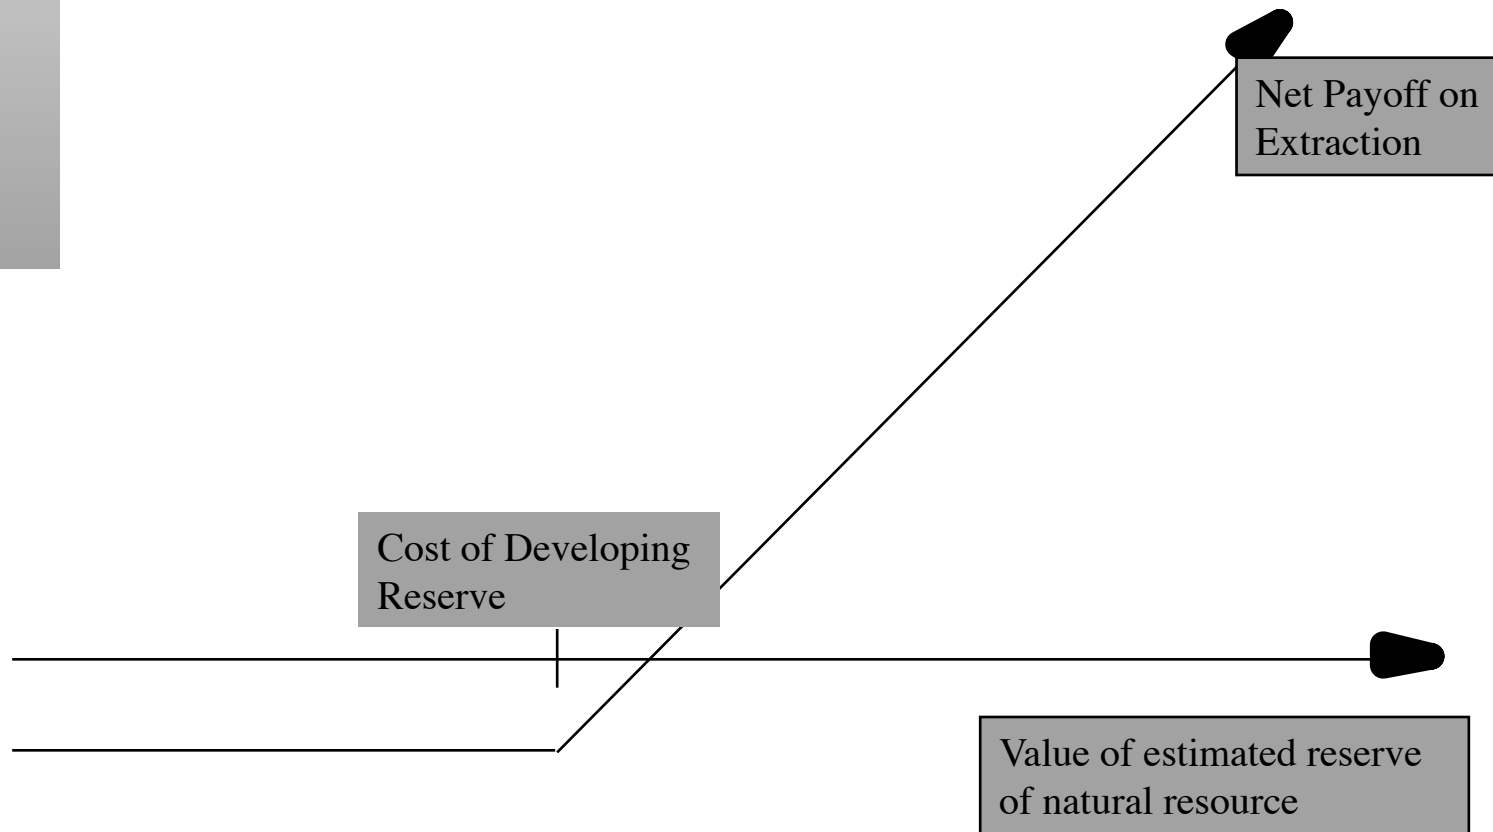 Net Payoff on
Extraction
Cost of Developing
Reserve
Value of estimated reserve
of natural resource